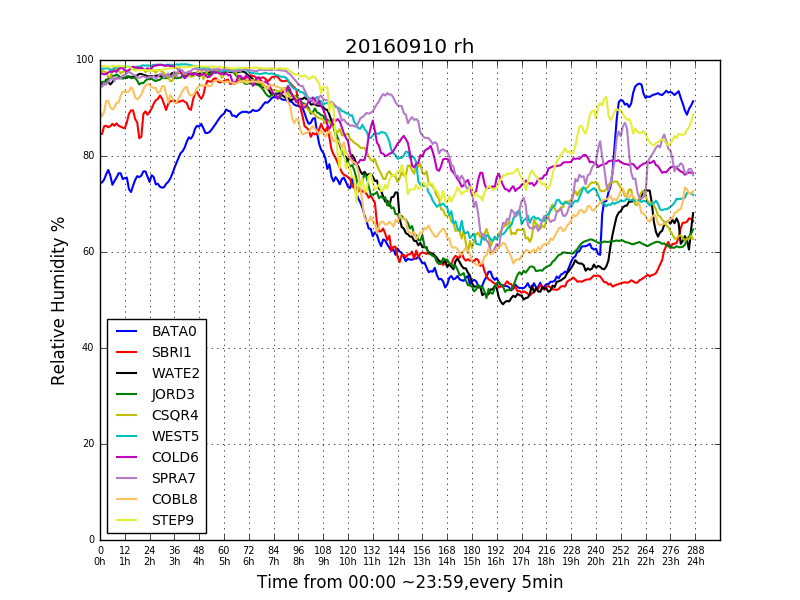 20160910 rh
100
80
60
40
20
0
Relative Humidity %
BATA0
SBRI1
WATE2
JORD3
CSQR4
WEST5
COLD6
SPRA7
COBL8
STEP9
0 12 24 36 48 60 72 84 96 108 120 132 144 156 168 180 192 204 216 228 240 252 264 276 288
0h 1h 2h 3h 4h 5h 6h 7h 8h 9h 10h 11h 12h 13h 14h 15h 16h 17h 18h 19h 20h 21h 22h 23h 24h
Time from 00:00 ~23:59,every 5min